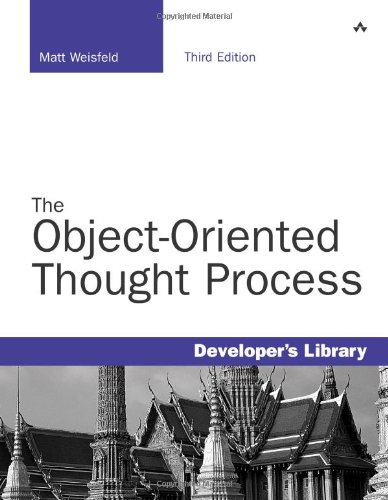 Copyrighted Material
Matt Weisfeld
Third Edition
The
Object-Oriented
Thought Process
Developer's Library
Copyrighted Material